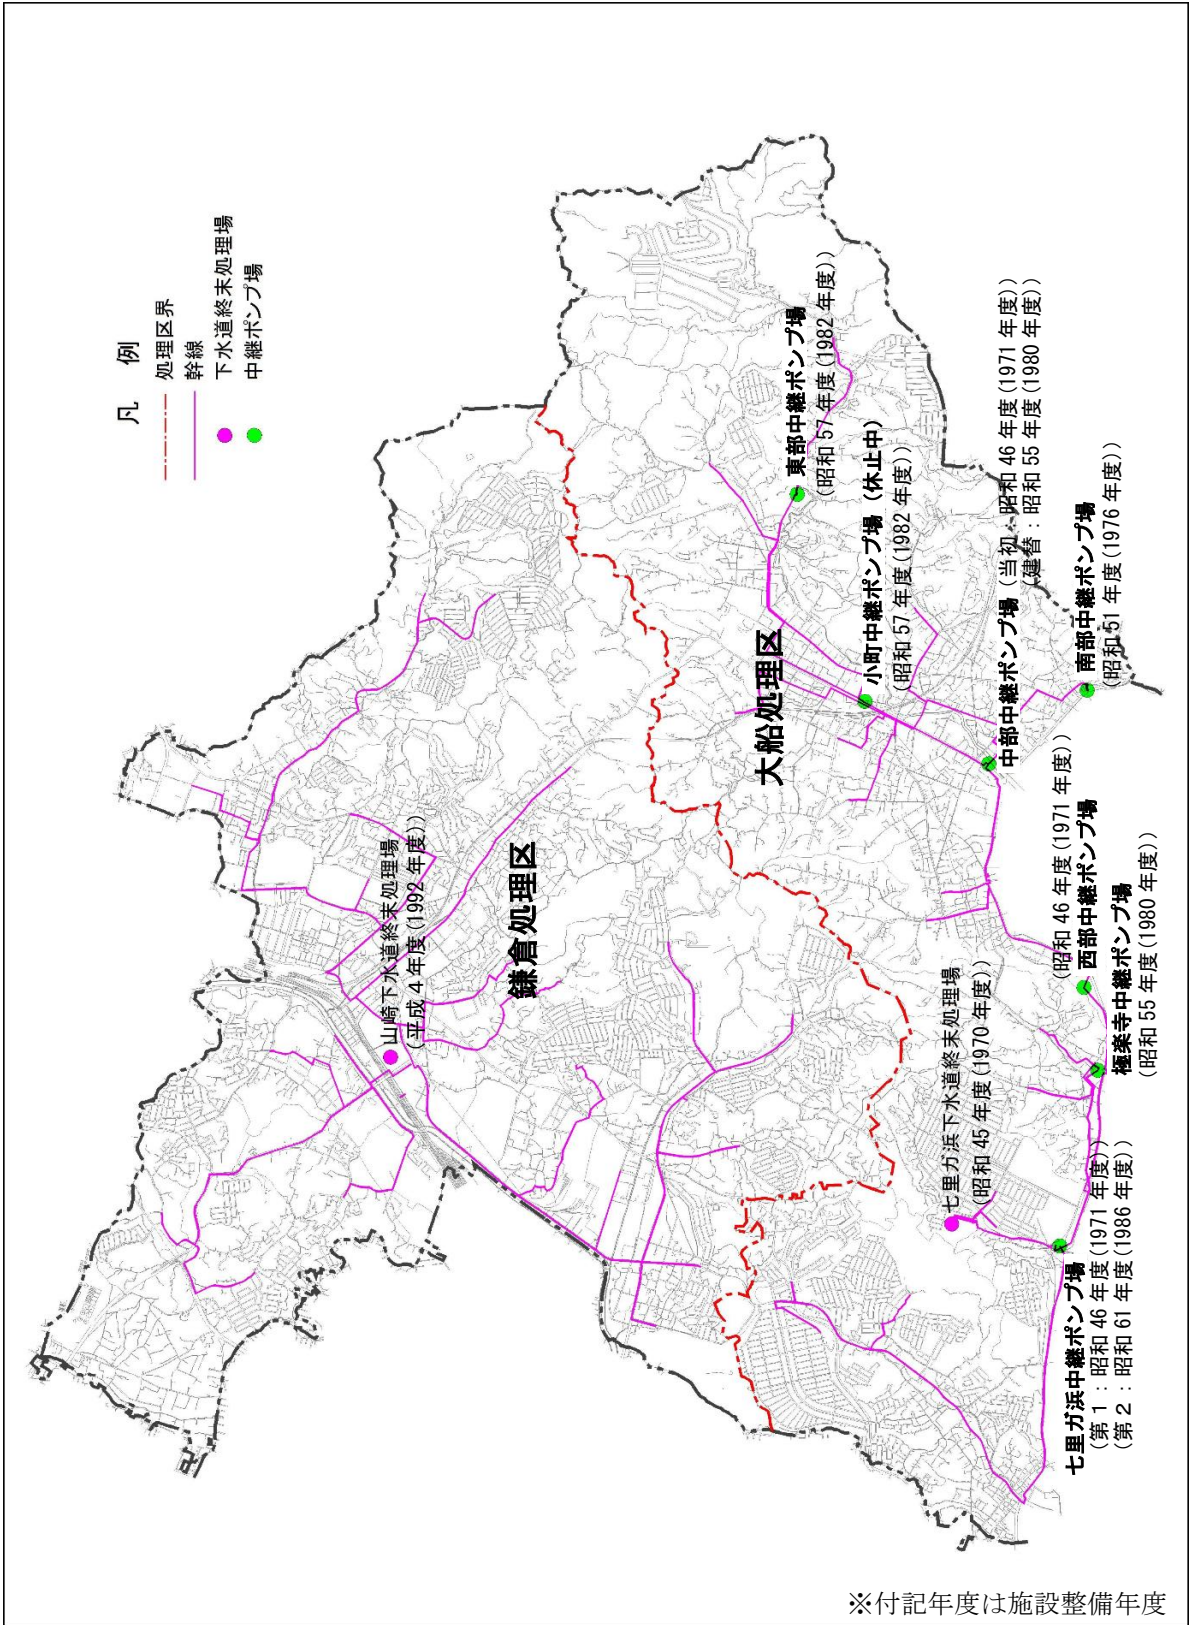 凡 例
処理区界
幹線
下水道終末処理場
中継ポンプ場
山崎下水道終末処理場
(平成4年度(1992年度))
鎌倉処理区
大船処理区
東部中継ポンプ場
(昭和57年度(1982年度))
小町中継ポンプ場(休止中)
(昭和57年度(1982年度))
中部中継ポンプ場(当初:昭和46年度(1971年度))
(建替:昭和55年度(1980年度))
南部中継ポンプ場
(昭和51年度(1976年度))
七里ガ浜下水道終末処理場
(昭和45年度(1970年度))
(昭和46年度(1971年度))
西部中継ポンプ場
極楽寺中継ポンプ場
(昭和55年度(1980年度))
七里ガ浜中継ポンプ場
(第1:昭和46年度(1971年度))
(第2:昭和61年度(1986年度))
※付記年度は施設整備年度